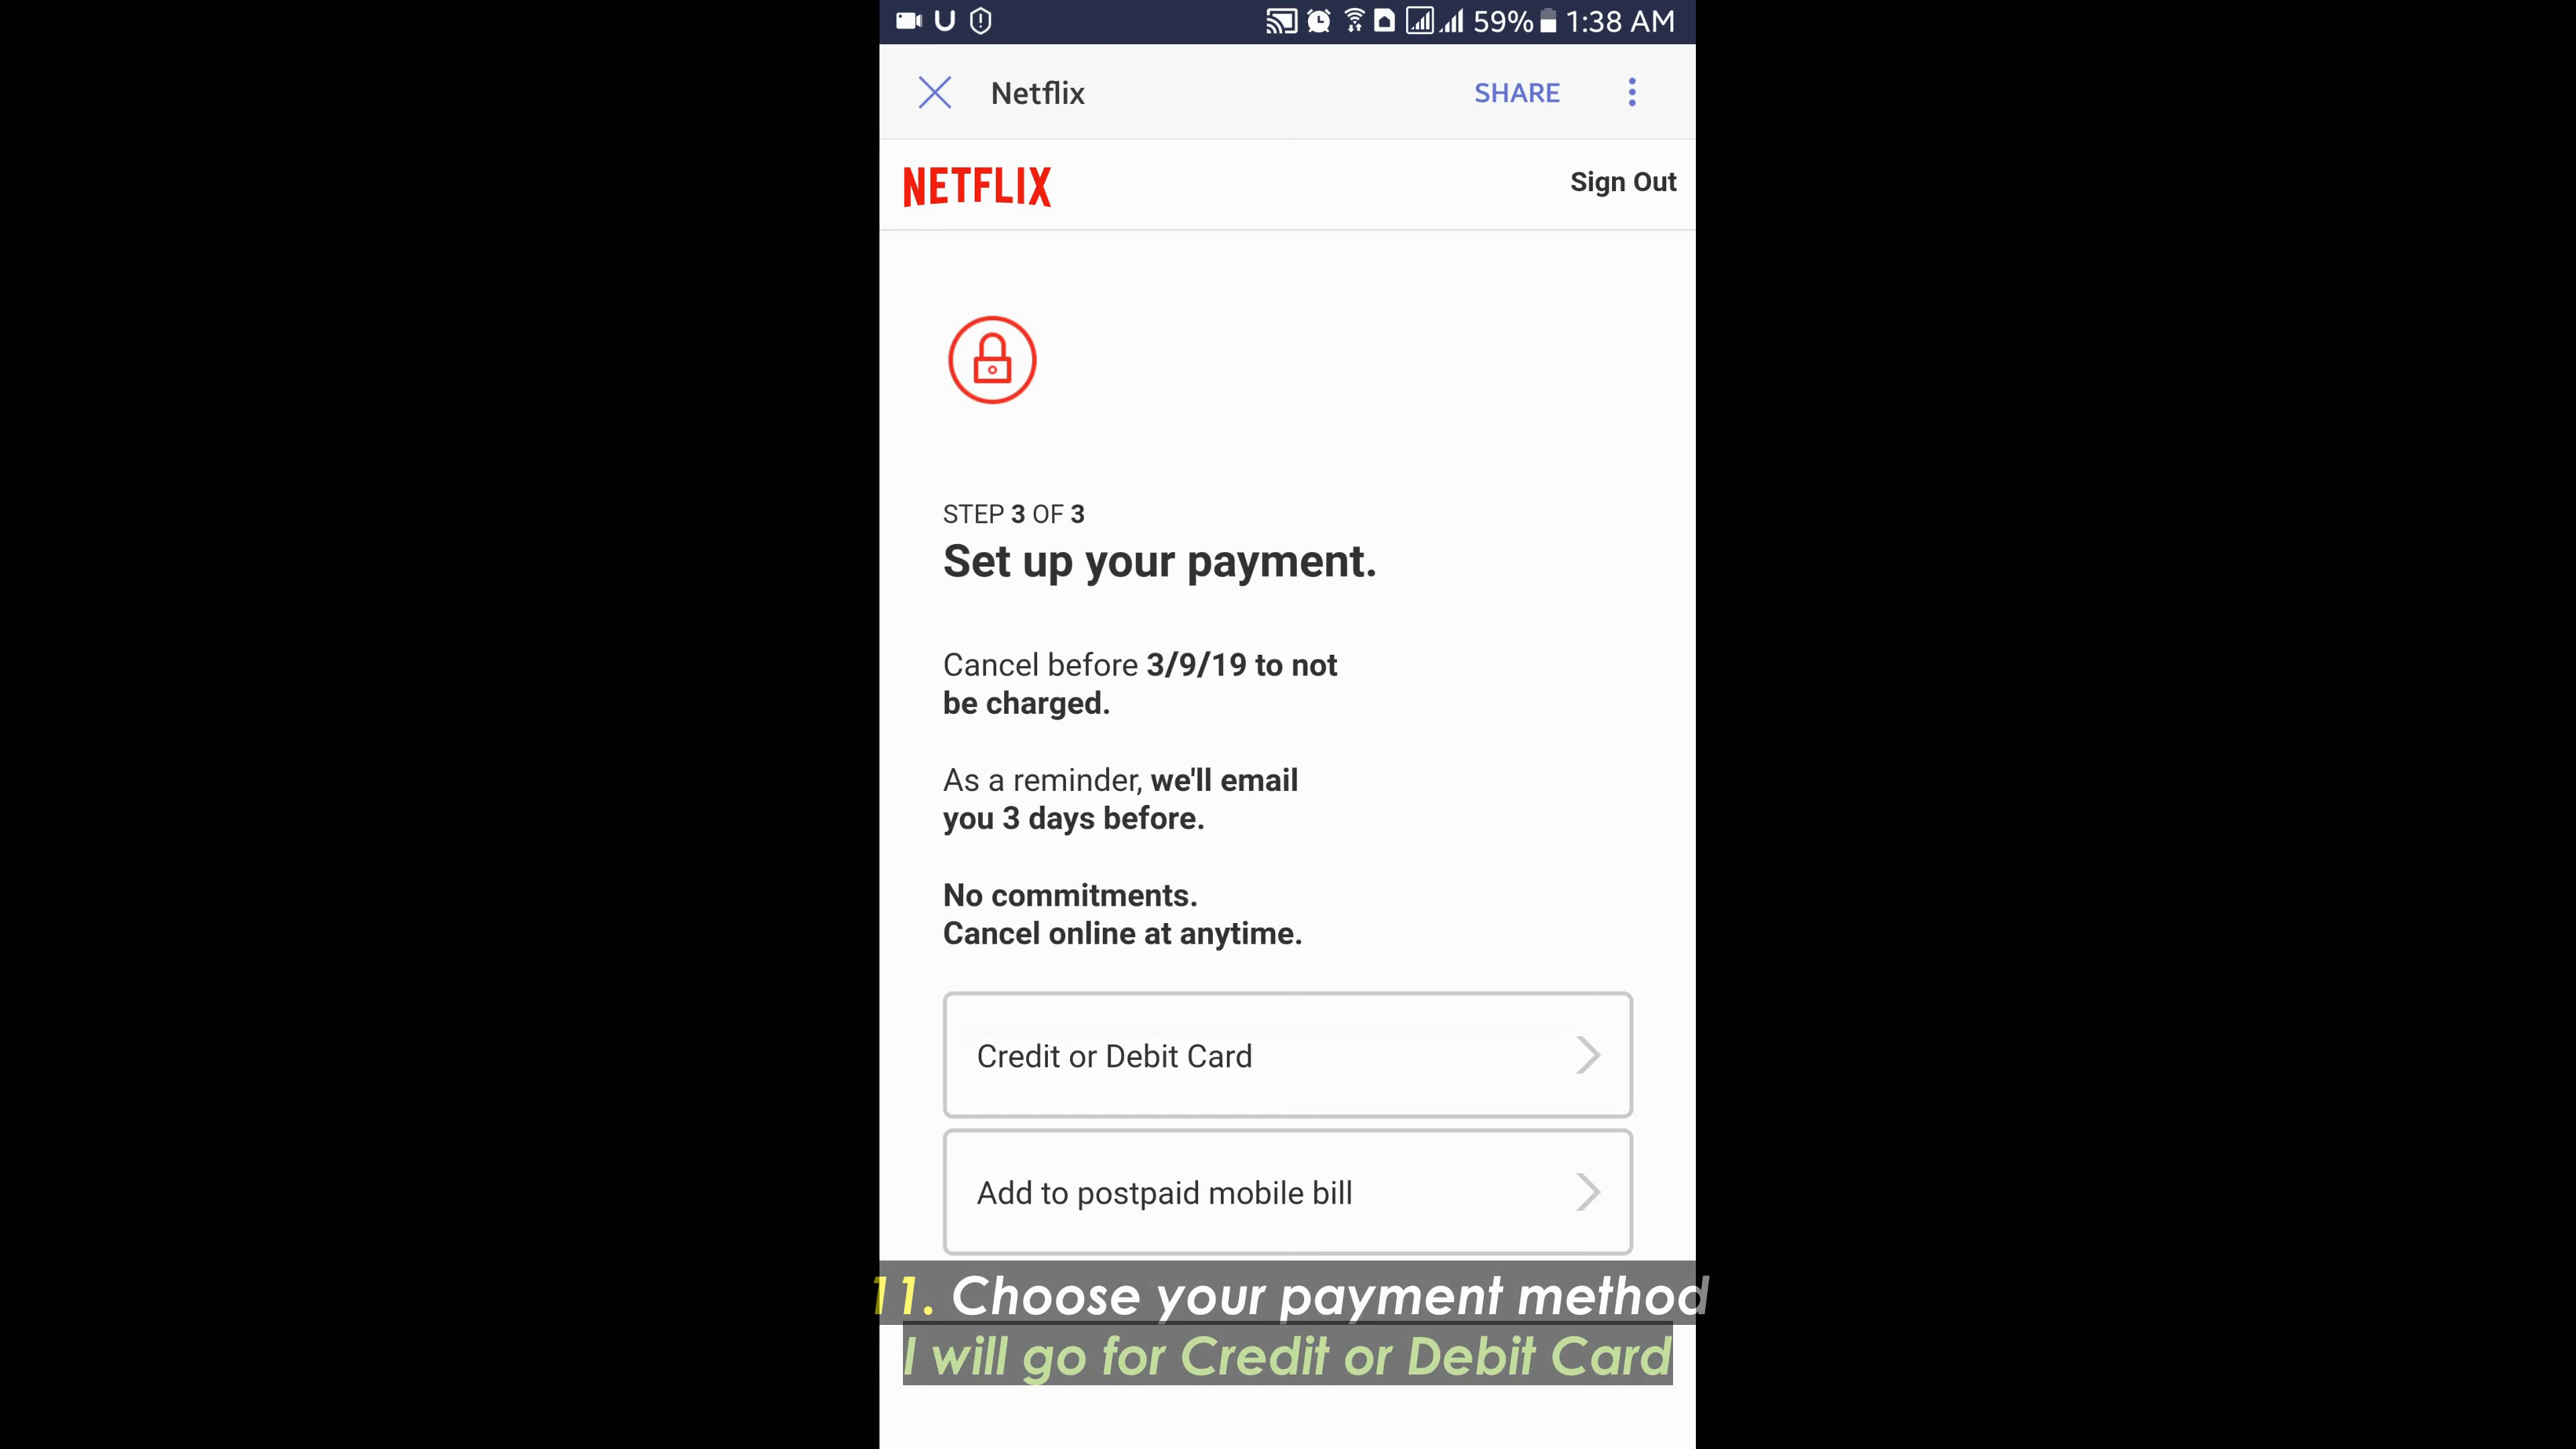 59% 1:38 AM
Netflix SHARE
NETFLIX Sign Out
STEP 3 OF 3
Set up your payment.
Cancel before 3/9/19 to not
be charged.
As a reminder, we'll email
you 3 days before.
No commitments.
Cancel online at anytime.
Credit or Debit Card
Add to postpaid mobile bill
11. Choose your payment method
I will go for Credit or Debit Card